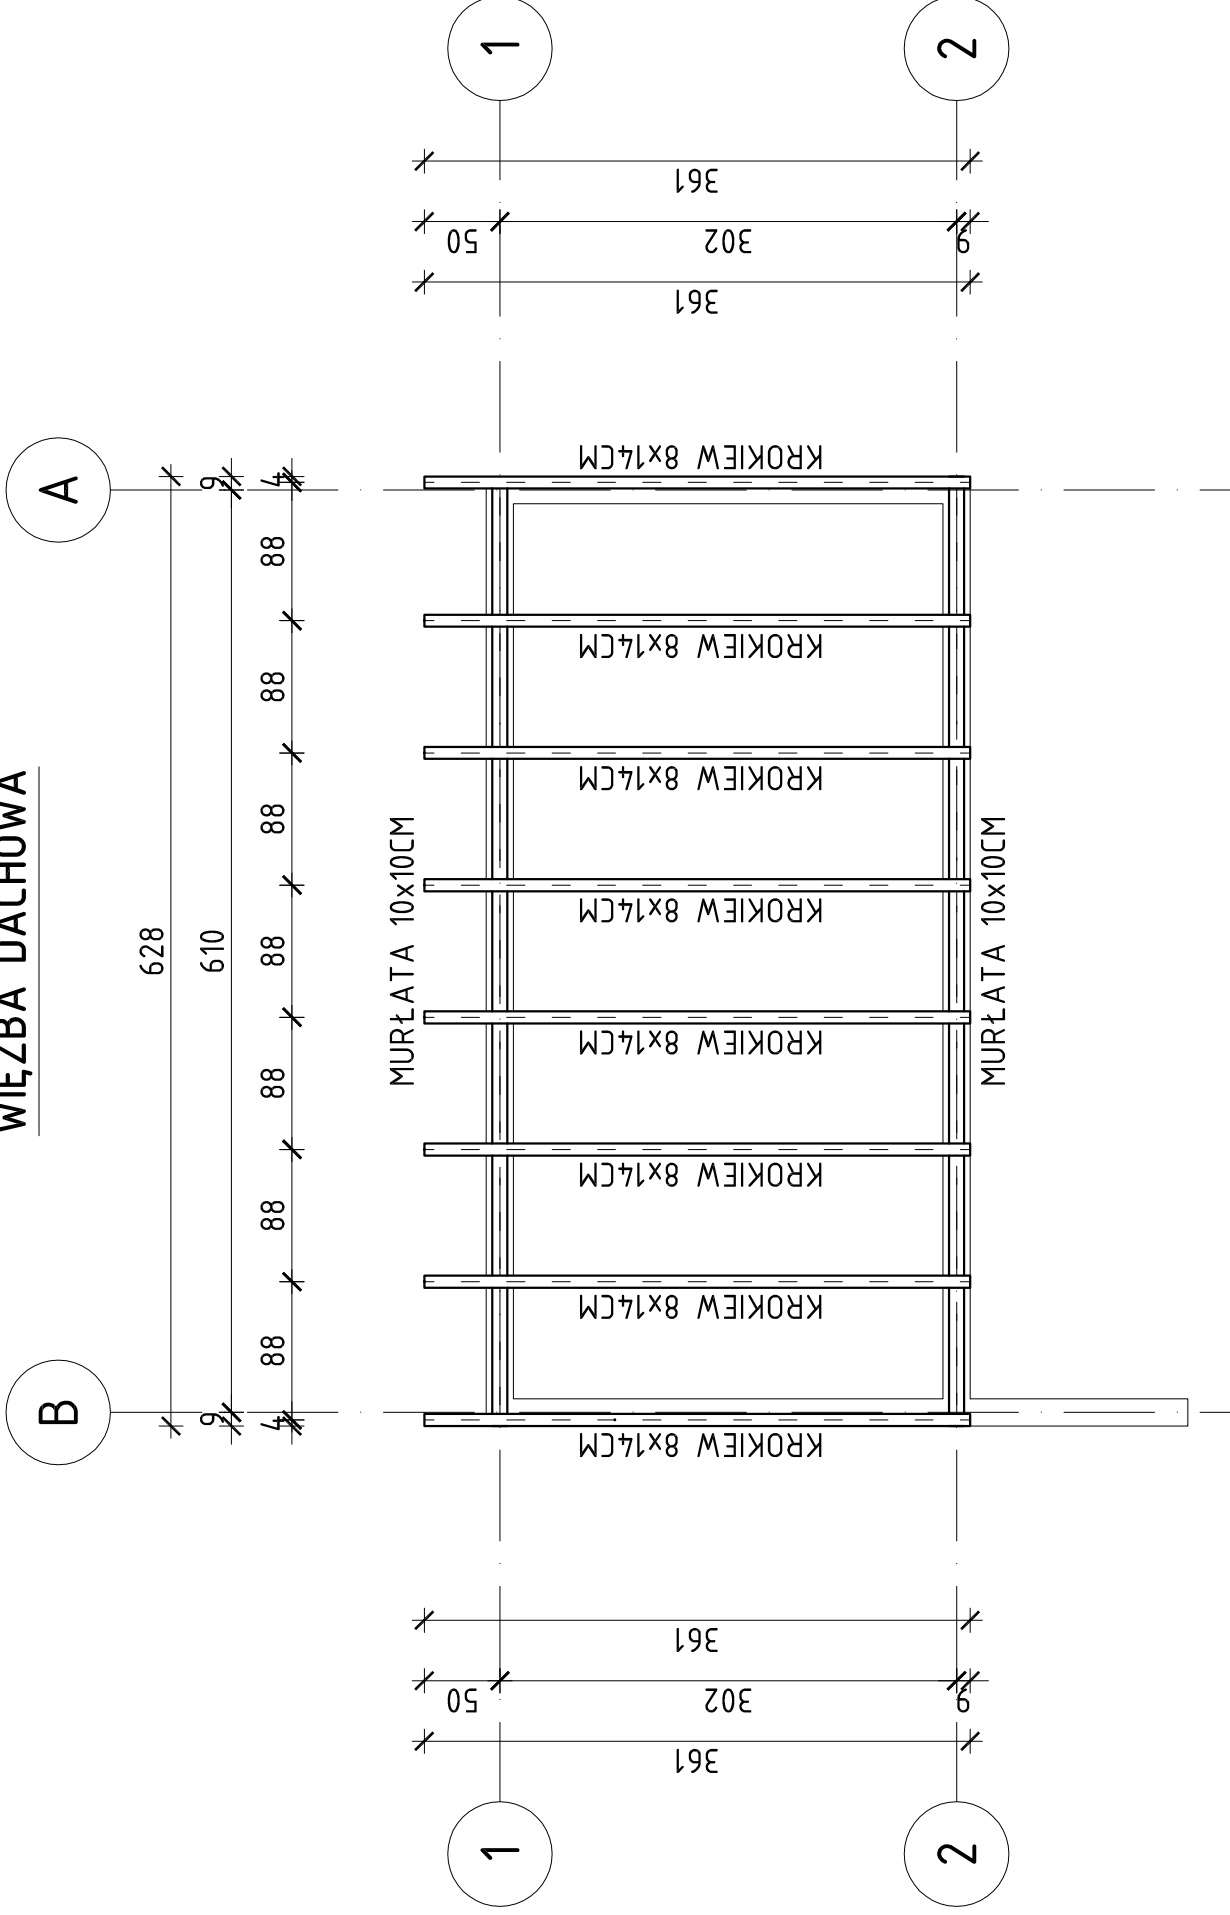 WIĘŹBA DACHOWA
1
2
361
50
302
9
361
A
B
628
9
610
9
4
88
88
88
88
88
88
88
4
MURŁATA 10x10CM
KROKIEW 8x14CM
KROKIEW 8x14CM
KROKIEW 8x14CM
KROKIEW 8x14CM
KROKIEW 8x14CM
KROKIEW 8x14CM
KROKIEW 8x14CM
KROKIEW 8x14CM
MURŁATA 10x10CM
361
50
302
9
361
1
2